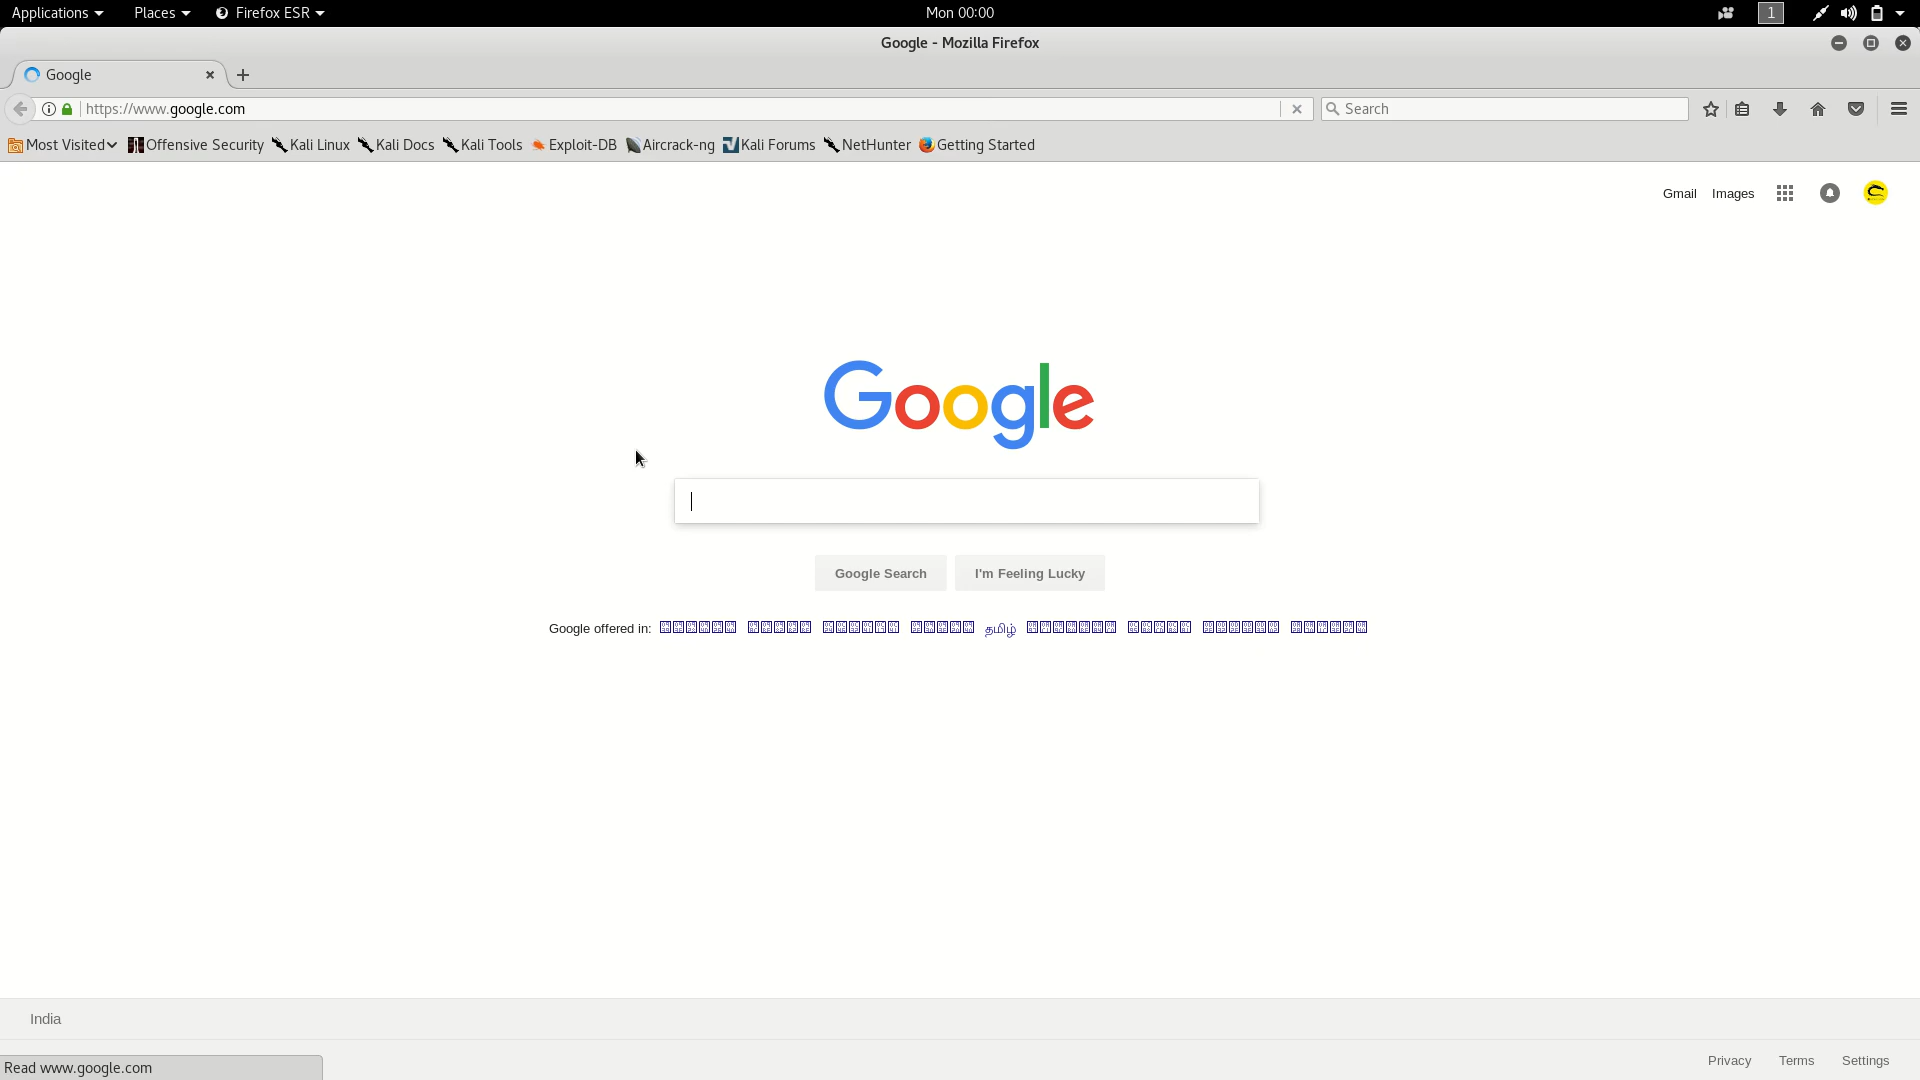 Applications Places Firefox ESR Mon 00:00 1
Google - Mozilla Firefox
Google
https://www.google.com Search
Most Visited Offensive Security Kali Linux Kali Docs Kali Tools Exploit-DB Aircrack-ng Kali Forums NetHunter Getting Started
Gmail Images
Google
Google Search I'm Feeling Lucky
Google offered in: தமிழ்
India
Read www.google.com Privacy Terms Settings